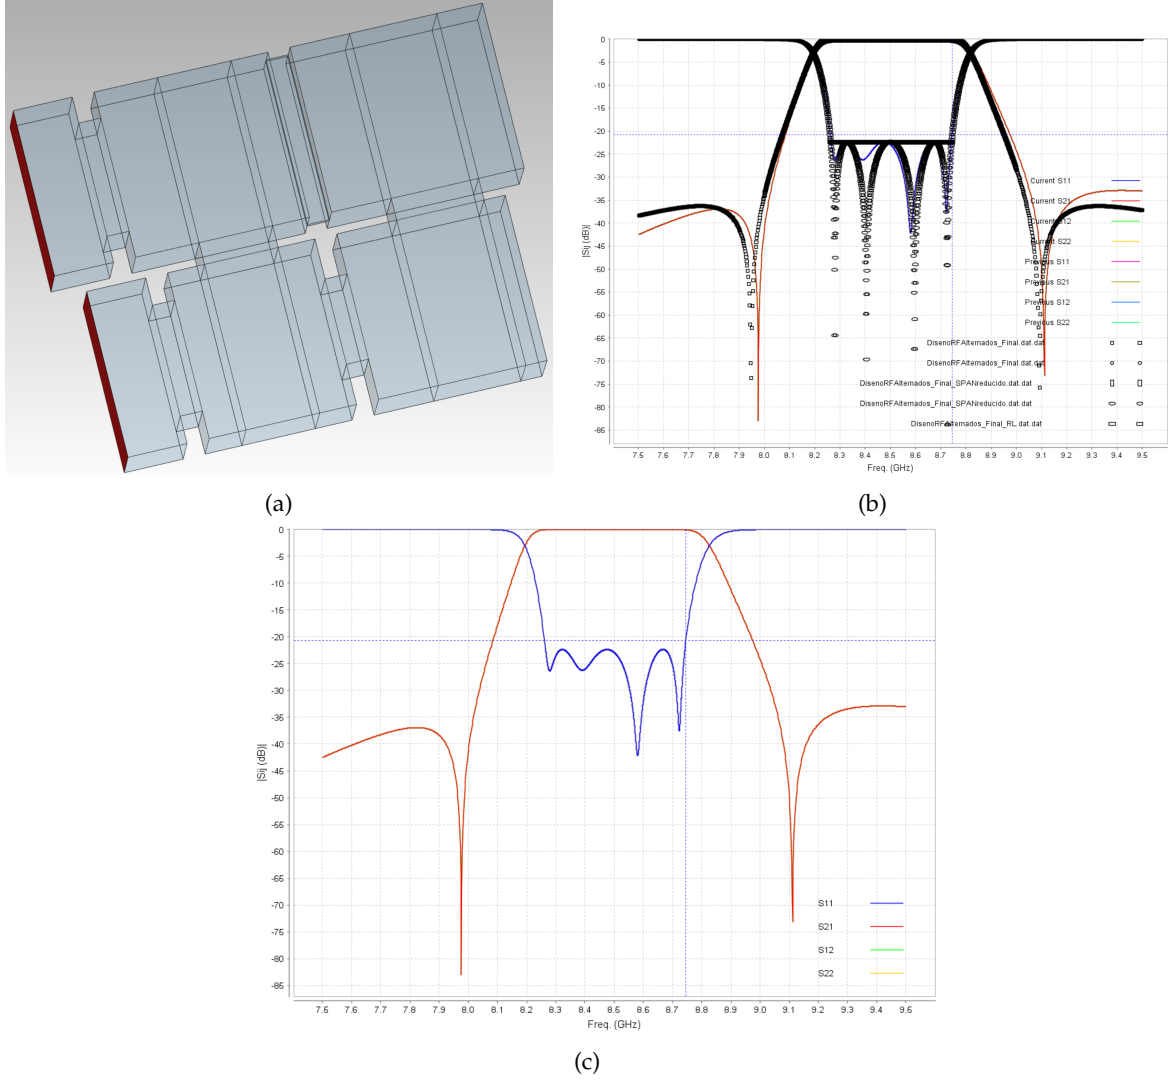 |Sij (dB)|
0
-5
-10
-15
-20
-25
-30
-35
-40
-45
-50
-55
-60
-65
-70
-75
-80
-85
Current S11
Current S21
Current S12
Current S22
Previous S11
Previous S21
Previous S12
Previous S22
DisenoRFAlternados_Final.dat.dat
DisenoRFAlternados_Final.dat.dat
DisenoRFAlternados_Final_SPANreducido.dat.dat
DisenoRFAlternados_Final_SPANreducido.dat.dat
DisenoRFAlternados_Final_RL.dat.dat
7.5 7.6 7.7 7.8 7.9 8.0 8.1 8.2 8.3 8.4 8.5 8.6 8.7 8.8 8.9 9.0 9.1 9.2 9.3 9.4 9.5
Freq. (GHz)
(a)
(b)
|Sij (dB)|
0
-5
-10
-15
-20
-25
-30
-35
-40
-45
-50
-55
-60
-65
-70
-75
-80
-85
S11
S21
S12
S22
7.5 7.6 7.7 7.8 7.9 8.0 8.1 8.2 8.3 8.4 8.5 8.6 8.7 8.8 8.9 9.0 9.1 9.2 9.3 9.4 9.5
Freq. (GHz)
(c)